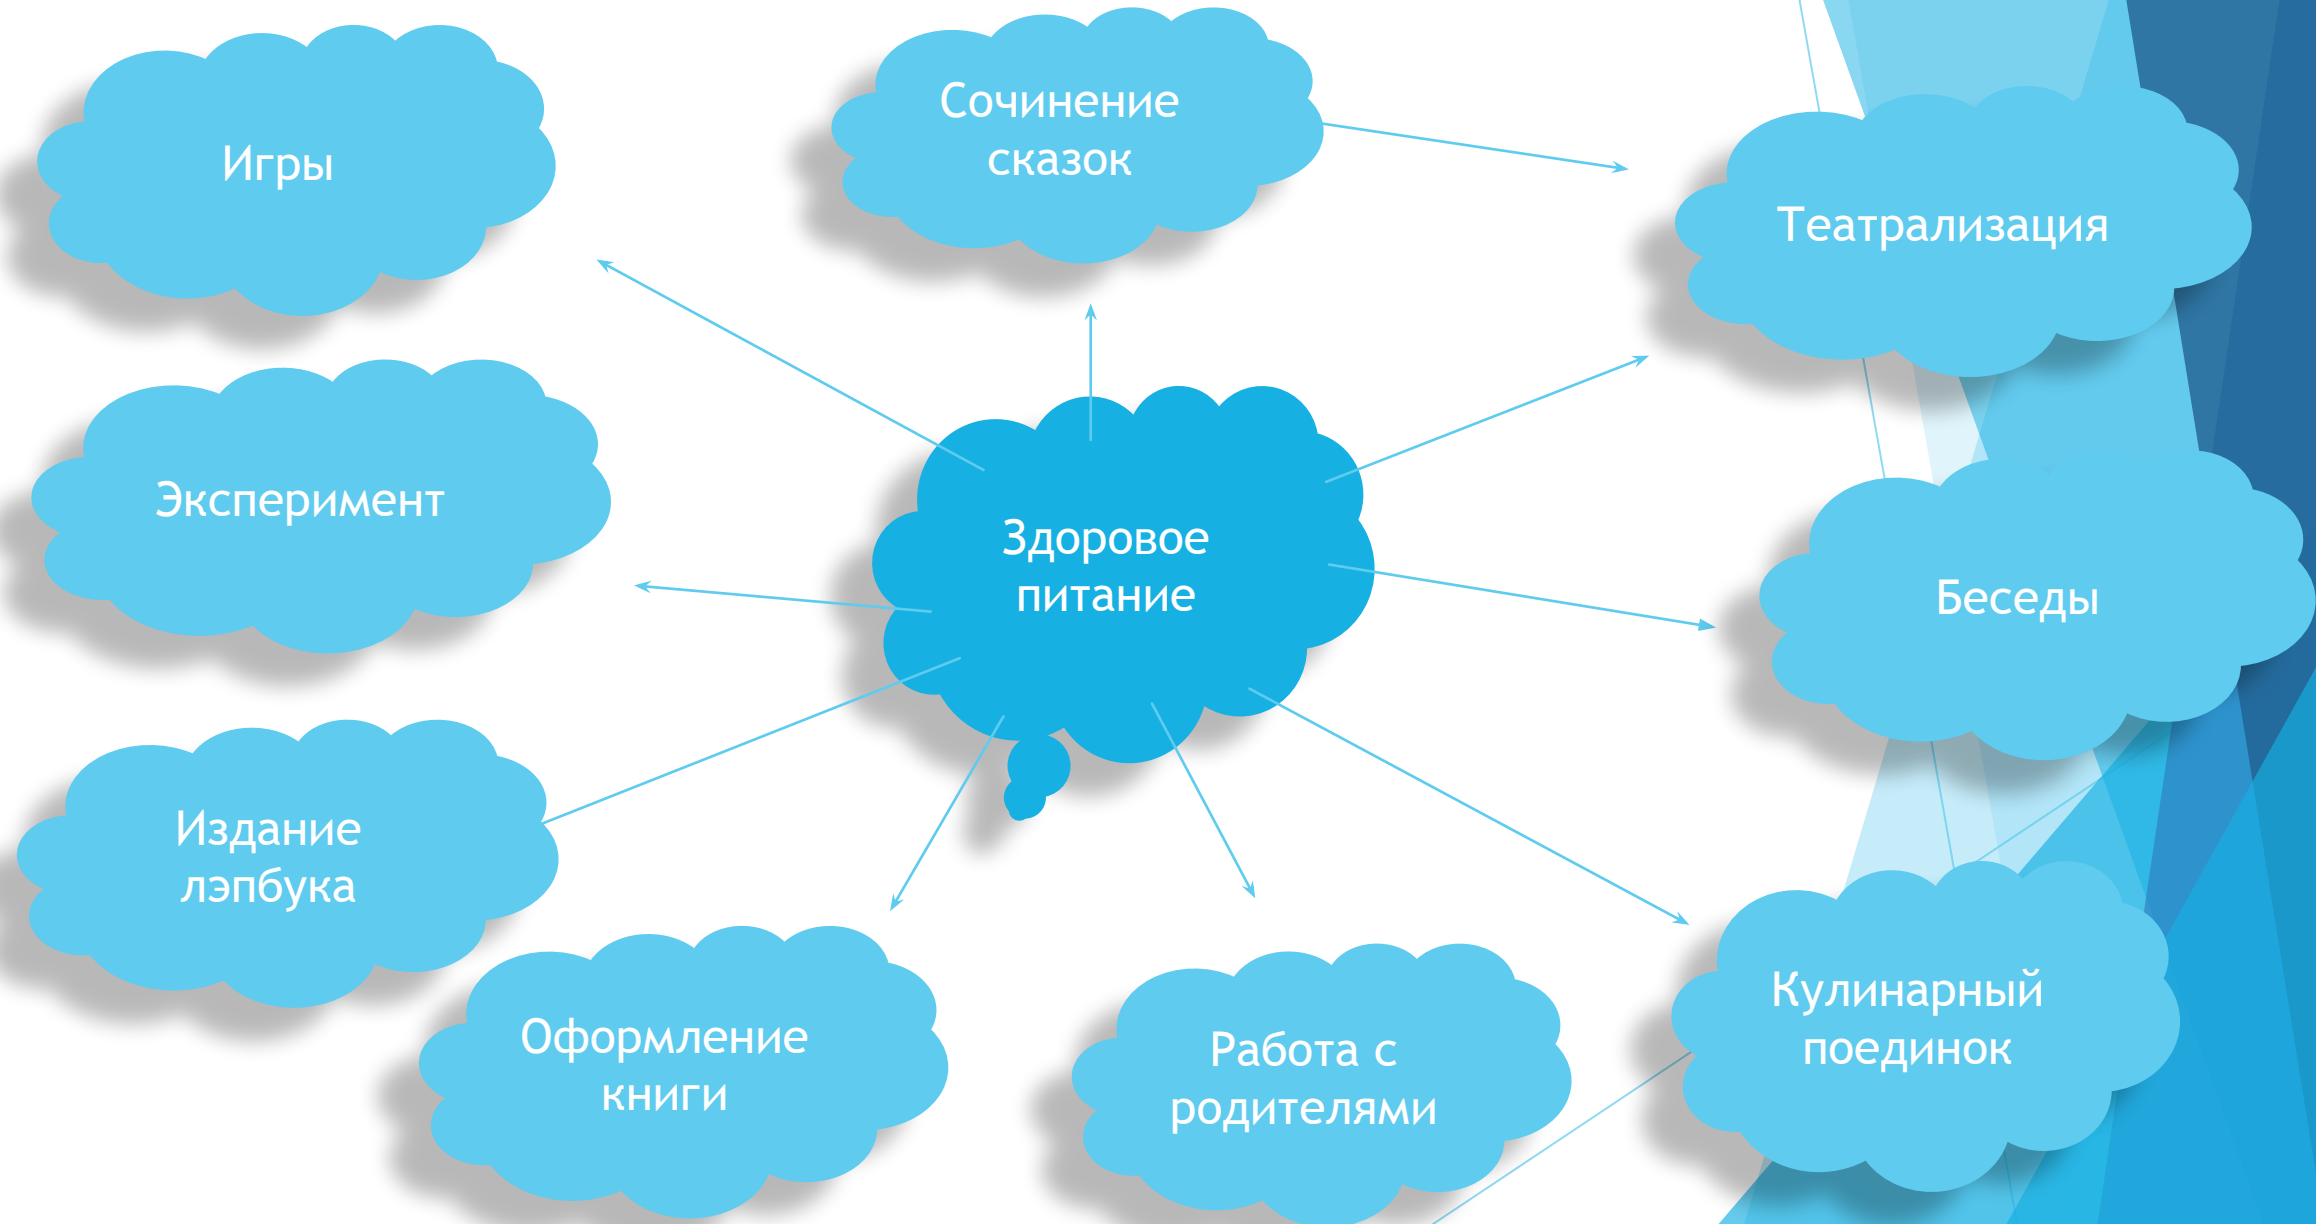 Игры
Сочинение
сказок
Театрализация
Эксперимент
Здоровое
питание
Беседы
Издание
лэпбука
Оформление
книги
Работа с
родителями
Кулинарный
поединок